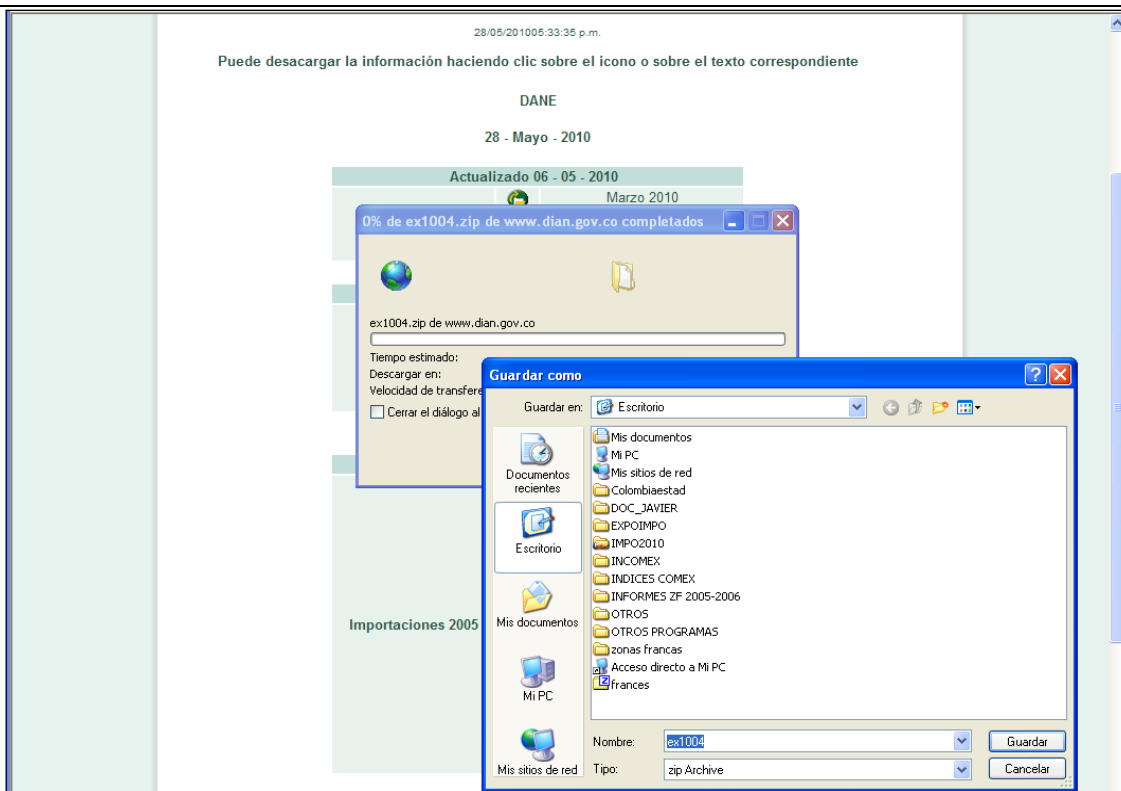 28/05/201005:33:35 p.m.
Puede desacargar la información haciendo clic sobre el icono o sobre el texto correspondiente
DANE
28 - Mayo - 2010
Actualizado 06 - 05 - 2010
Marzo 2010
0% de ex1004.zip de www.dian.gov.co completados
ex1004.zip de www.dian.gov.co
Tiempo estimado:
Descargar en:
Velocidad de transfere
Cerrar el diálogo al
Importaciones 2005
Guardar como
Guardar en:
Escritorio
Documentos
recientes
Escritorio
Mis documentos
Mi PC
Mis sitios de red
Mis documentos
Mi PC
Mis sitios de red
Colombiaestad
DOC_JAVIER
EXPOIMPO
IMPO2010
INCOMEX
INDICES COMEX
INFORMES ZF 2005-2006
OTROS
OTROS PROGRAMAS
zonas francas
Acceso directo a Mi PC
frances
Nombre:
ex1004
Guardar
Tipo:
zip Archive
Cancelar